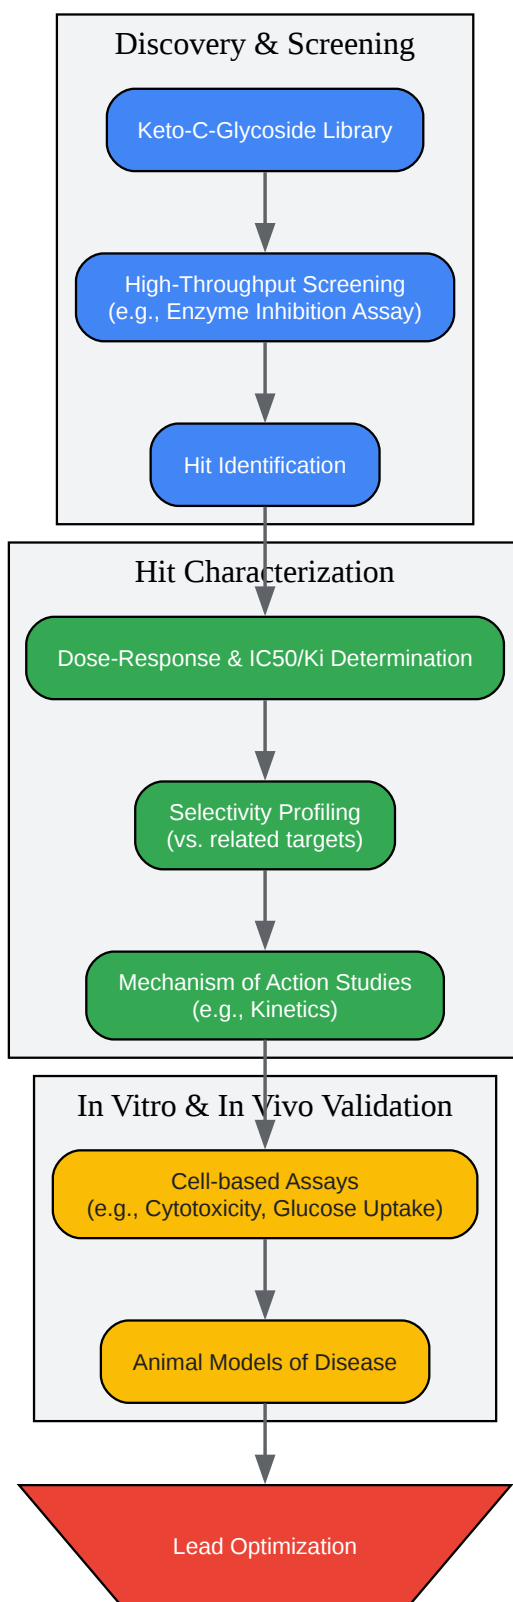 Discovery & Screening
Keto-C-Glycoside Library
High-Throughput Screening
(e.g., Enzyme Inhibition Assay)
Hit Identification
Hit Characterization
Dose-Response & IC50/Ki Determination
Selectivity Profiling
(vs. related targets)
Mechanism of Action Studies
(e.g., Kinetics)
In Vitro & In Vivo Validation
Cell-based Assays
(e.g., Cytotoxicity, Glucose Uptake)
Animal Models of Disease
Lead Optimization